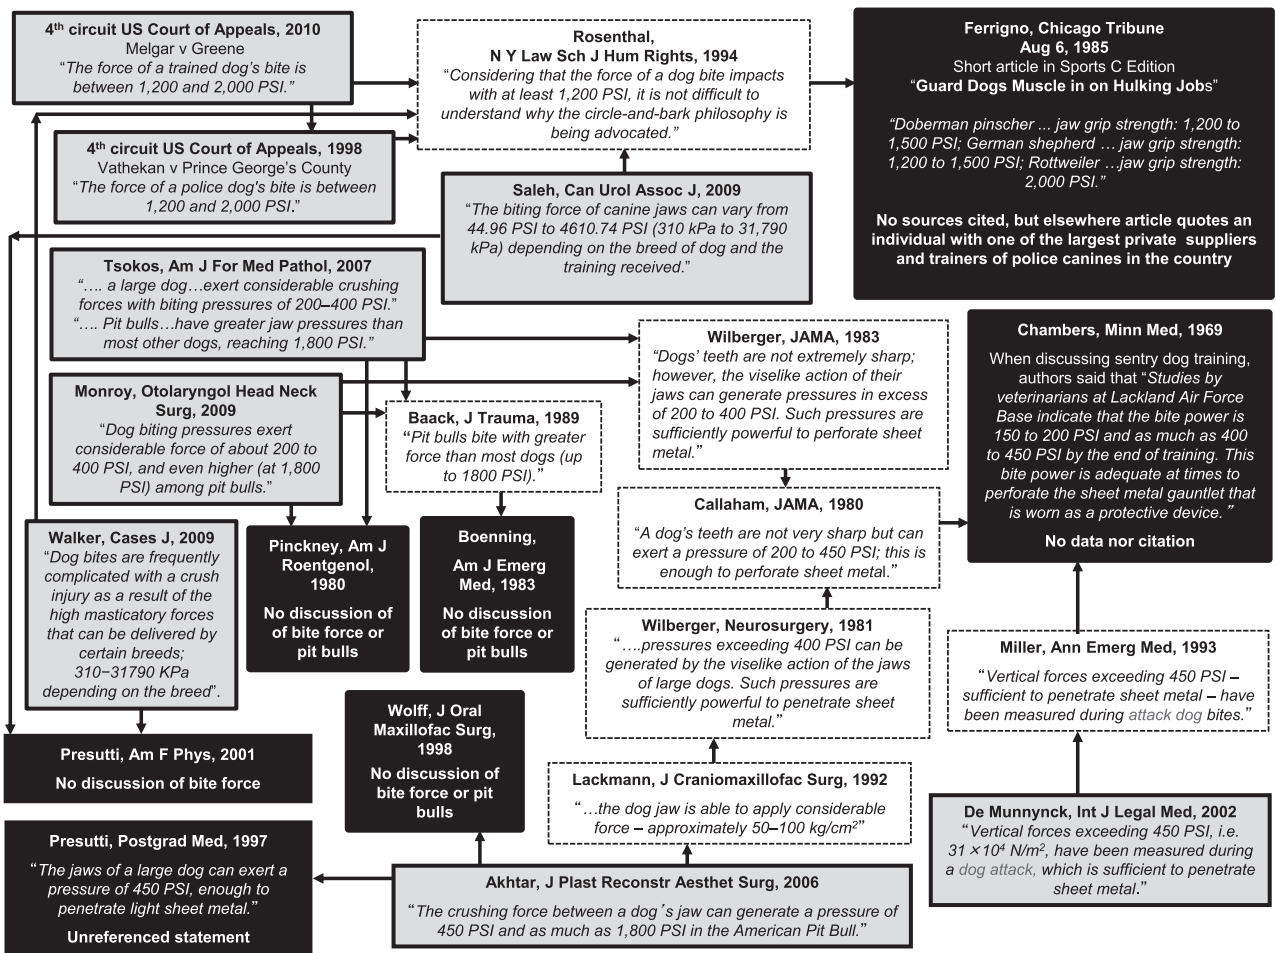 4th circuit US Court of Appeals, 2010
Melgar v Greene
“The force of a trained dog’s bite is
between 1,200 and 2,000 PSI.”
4th circuit US Court of Appeals, 1998
Vathekan v Prince George’s County
“The force of a police dog's bite is between
1,200 and 2,000 PSI.”
Rosenthal,
N Y Law Sch J Hum Rights, 1994
“Considering that the force of a dog bite impacts
with at least 1,200 PSI, it is not difficult to
understand why the circle-and-bark philosophy is
being advocated.”
Ferrigno, Chicago Tribune
Aug 6, 1985
Short article in Sports C Edition
“Guard Dogs Muscle in on Hulking Jobs”
“Doberman pinscher ... jaw grip strength: 1,200 to
1,500 PSI; German shepherd … jaw grip strength:
1,200 to 1,500 PSI; Rottweiler …jaw grip strength:
2,000 PSI.”
No sources cited, but elsewhere article quotes an
individual with one of the largest private suppliers
and trainers of police canines in the country
Saleh, Can Urol Assoc J, 2009
“The biting force of canine jaws can vary from
44.96 PSI to 4610.74 PSI (310 kPa to 31,790
kPa) depending on the breed of dog and the
training received.”
Tsokos, Am J For Med Pathol, 2007
“…. a large dog…exert considerable crushing
forces with biting pressures of 200–400 PSI.”
“…. Pit bulls…have greater jaw pressures than
most other dogs, reaching 1,800 PSI.”
Monroy, Otolaryngol Head Neck
Surg, 2009
“Dog biting pressures exert
considerable force of about 200 to
400 PSI, and even higher (at 1,800
PSI) among pit bulls.”
Baack, J Trauma, 1989
“Pit bulls bite with greater
force than most dogs (up
to 1800 PSI).”
Wilberger, JAMA, 1983
“Dogs’ teeth are not extremely sharp;
however, the viselike action of their
jaws can generate pressures in excess
of 200 to 400 PSI. Such pressures are
sufficiently powerful to perforate sheet
metal.”
Chambers, Minn Med, 1969
When discussing sentry dog training,
authors said that “Studies by
veterinarians at Lackland Air Force
Base indicate that the bite power is
150 to 200 PSI and as much as 400
to 450 PSI by the end of training. This
bite power is adequate at times to
perforate the sheet metal gauntlet that
is worn as a protective device.”
No data nor citation
Callaham, JAMA, 1980
“A dog’s teeth are not very sharp but can
exert a pressure of 200 to 450 PSI; this is
enough to perforate sheet metal.”
Walker, Cases J, 2009
“Dog bites are frequently
complicated with a crush
injury as a result of the
high masticatory forces
that can be delivered by
certain breeds;
310−31790 KPa
depending on the breed”.
Pinckney, Am J
Roentgenol,
1980
No discussion of
of bite force or
pit bulls
Boenning,
Am J Emerg
Med, 1983
No discussion
of bite force or
pit bulls
Wilberger, Neurosurgery, 1981
“….pressures exceeding 400 PSI can be
generated by the viselike action of the jaws
of large dogs. Such pressures are
sufficiently powerful to penetrate sheet
metal.”
Miller, Ann Emerg Med, 1993
“Vertical forces exceeding 450 PSI –
sufficient to penetrate sheet metal – have
been measured during attack dog bites.”
Presutti, Am F Phys, 2001
No discussion of bite force
Wolff, J Oral
Maxillofac Surg,
1998
No discussion of
bite force or pit
bulls
Lackmann, J Craniomaxillofac Surg, 1992
“…the dog jaw is able to apply considerable
force – approximately 50–100 kg/cm²”
De Munnynck, Int J Legal Med, 2002
“Vertical forces exceeding 450 PSI, i.e.
31×10⁴ N/m², have been measured during
a dog attack, which is sufficient to penetrate
sheet metal.”
Presutti, Postgrad Med, 1997
“The jaws of a large dog can exert a
pressure of 450 PSI, enough to
penetrate light sheet metal.”
Unreferenced statement
Akhtar, J Plast Reconstr Aesthet Surg, 2006
“The crushing force between a dog´s jaw can generate a pressure of
450 PSI and as much as 1,800 PSI in the American Pit Bull.”